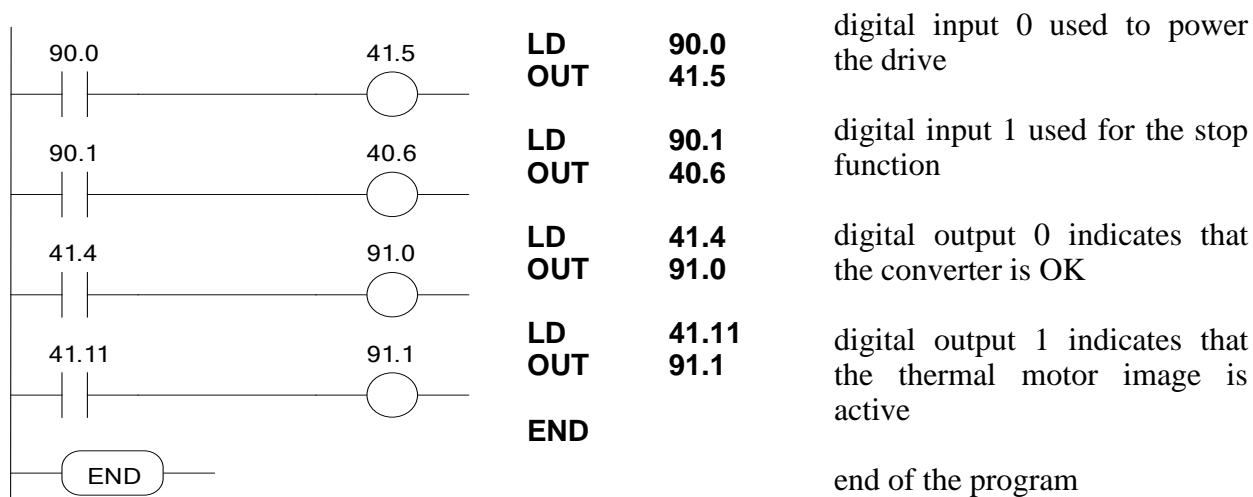 90.0 41.5
90.1 40.6
41.4 91.0
41.11 91.1
END
LD 90.0
OUT 41.5
LD 90.1
OUT 40.6
LD 41.4
OUT 91.0
LD 41.11
OUT 91.1
END
digital input 0 used to power
the drive
digital input 1 used for the stop
function
digital output 0 indicates that
the converter is OK
digital output 1 indicates that
the thermal motor image is
active
end of the program